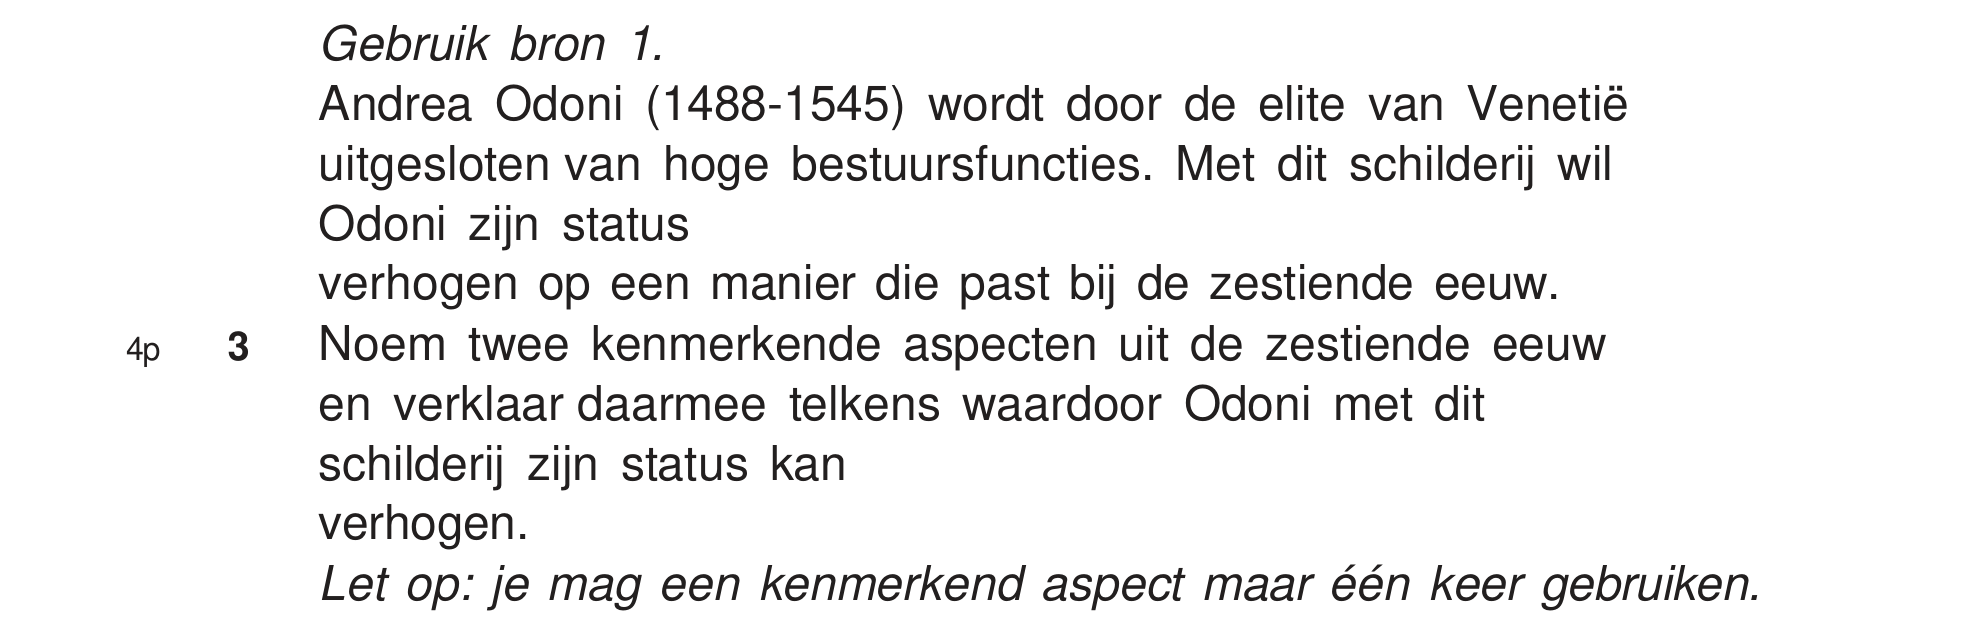 Gebruik bron 1.
Andrea Odoni (1488-1545) wordt door de elite van Venetië
uitgesloten van hoge bestuursfuncties. Met dit schilderij wil
Odoni zijn status
verhogen op een manier die past bij de zestiende eeuw.
4p 3 Noem twee kenmerkende aspecten uit de zestiende eeuw
en verklaar daarmee telkens waardoor Odoni met dit
schilderij zijn status kan
verhogen.
Let op: je mag een kenmerkend aspect maar één keer gebruiken.